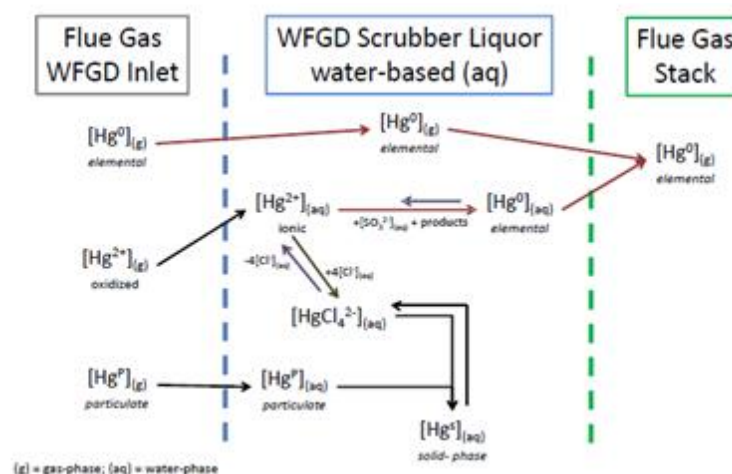 Flue Gas
WFGD Inlet
WFGD Scrubber Liquor
water-based (aq)
Flue Gas
Stack
[Hg⁰](g)
elemental
[Hg⁰](g)
elemental
[Hg⁰](g)
elemental
[Hg²⁺](aq)
ionic
+[SO₃²⁻](aq) + products
[Hg⁰](aq)
elemental
[Hg²⁺](g)
oxidized
-4[Cl⁻](aq)
+4[Cl⁻](aq)
[HgCl₄²⁻](aq)
[Hgᴾ](g)
particulate
[Hgᴾ](aq)
particulate
[Hgˢ](aq)
solid- phase
(g) = gas-phase; (aq) = water-phase